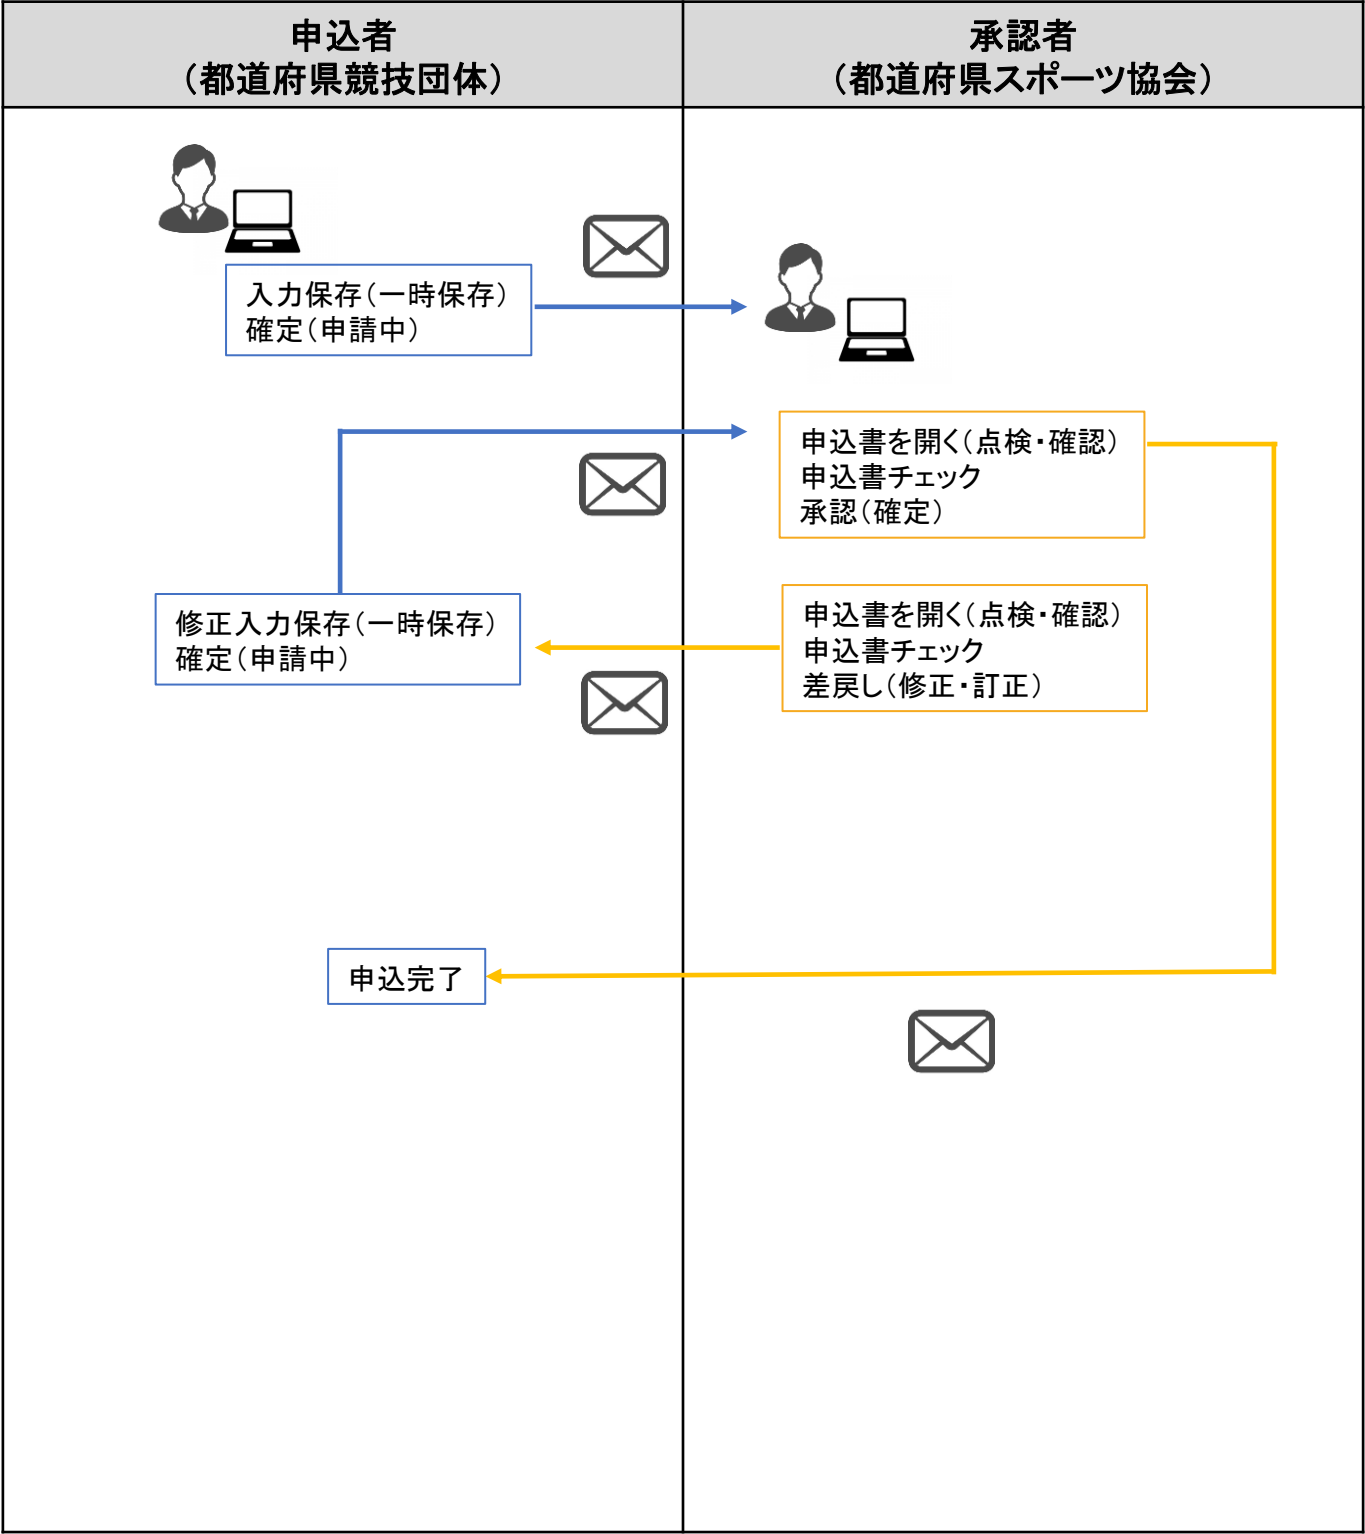 申込者
（都道府県競技団体）
承認者
（都道府県スポーツ協会）
入力保存（一時保存）
確定（申請中）
申込書を開く（点検・確認）
申込書チェック
承認（確定）
修正入力保存（一時保存）
確定（申請中）
申込書を開く（点検・確認）
申込書チェック
差戻し（修正・訂正）
申込完了